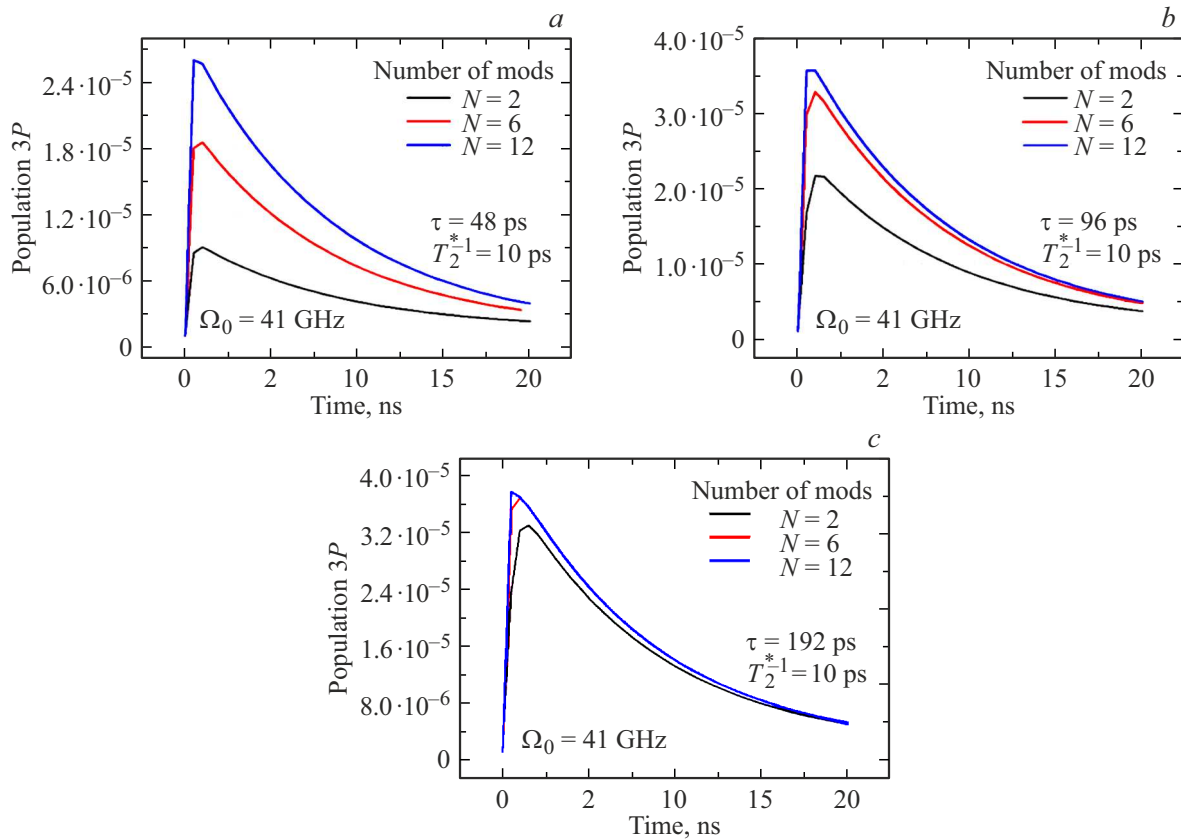 a
Population 3P
2.4 · 10⁻⁵
1.8 · 10⁻⁵
1.2 · 10⁻⁵
6.0 · 10⁻⁶
0
Number of mods
N = 2
N = 6
N = 12
τ = 48 ps
T₂*⁻¹ = 10 ps
Ω₀ = 41 GHz
0 2 10 15 20
Time, ns
b
Population 3P
4.0 · 10⁻⁵
3.0 · 10⁻⁵
2.0 · 10⁻⁵
1.0 · 10⁻⁵
0
Number of mods
N = 2
N = 6
N = 12
τ = 96 ps
T₂*⁻¹ = 10 ps
Ω₀ = 41 GHz
0 2 10 15 20
Time, ns
c
Population 3P
4.0 · 10⁻⁵
3.2 · 10⁻⁵
2.4 · 10⁻⁵
1.6 · 10⁻⁵
8.0 · 10⁻⁶
0
Number of mods
N = 2
N = 6
N = 12
τ = 192 ps
T₂*⁻¹ = 10 ps
Ω₀ = 41 GHz
0 2 10 15 20
Time, ns